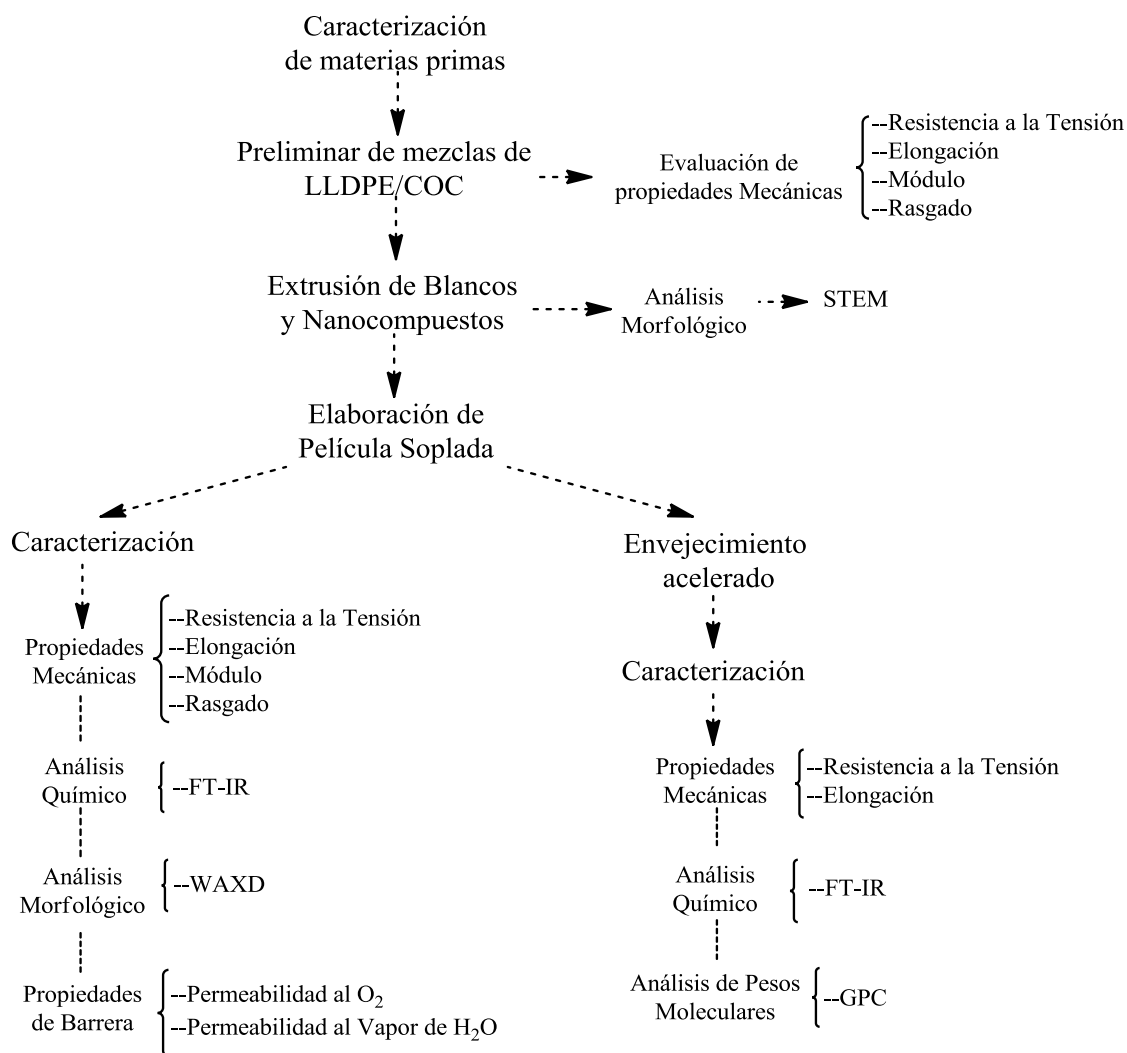 Caracterización
de materias primas
Preliminar de mezclas de
LLDPE/COC
Evaluación de
propiedades Mecánicas
--Resistencia a la Tensión
--Elongación
--Módulo
--Rasgado
Extrusión de Blancos
y Nanocompuestos
Análisis
Morfológico
STEM
Elaboración de
Película Soplada
Caracterización
Propiedades
Mecánicas
--Resistencia a la Tensión
--Elongación
--Módulo
--Rasgado
Análisis
Químico
--FT-IR
Análisis
Morfológico
--WAXD
Propiedades
de Barrera
--Permeabilidad al O₂
--Permeabilidad al Vapor de H₂O
Envejecimiento
acelerado
Caracterización
Propiedades
Mecánicas
--Resistencia a la Tensión
--Elongación
Análisis
Químico
--FT-IR
Análisis de Pesos
Moleculares
--GPC